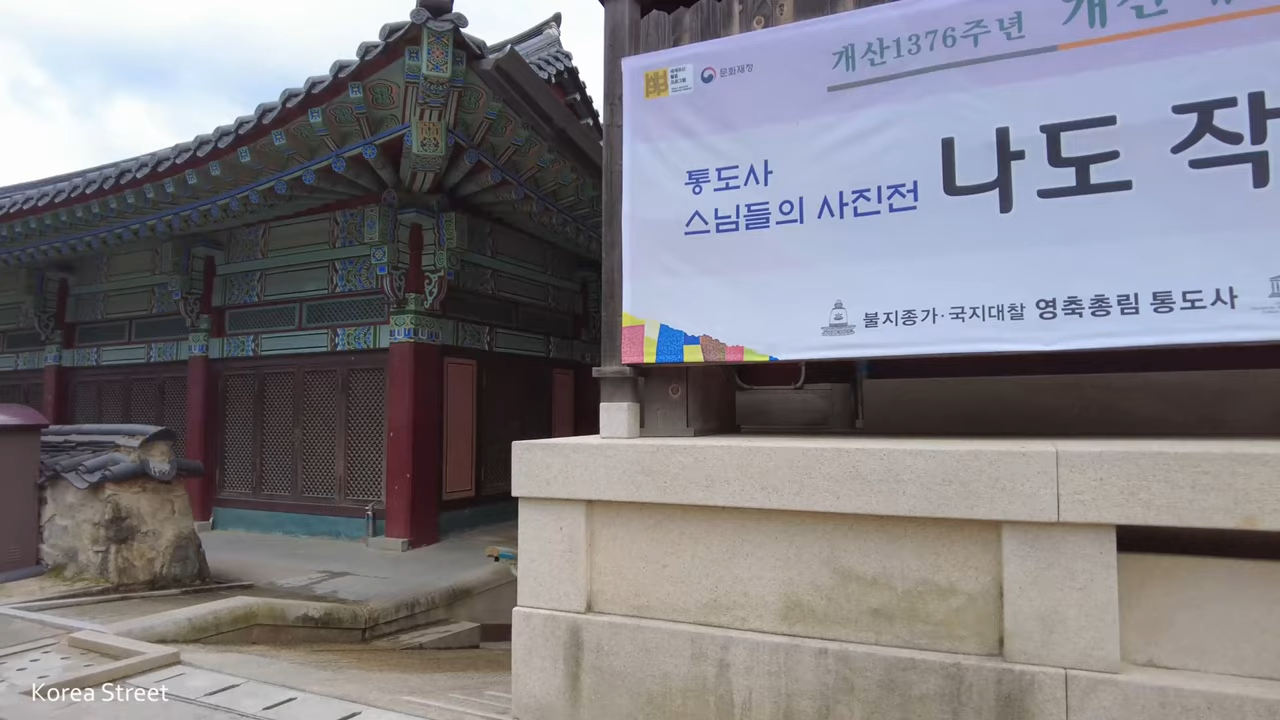 개산1376주년 개산
문화재청
나도 작
통도사
스님들의 사진전
불지종가·국지대찰 영축총림 통도사
Korea Street